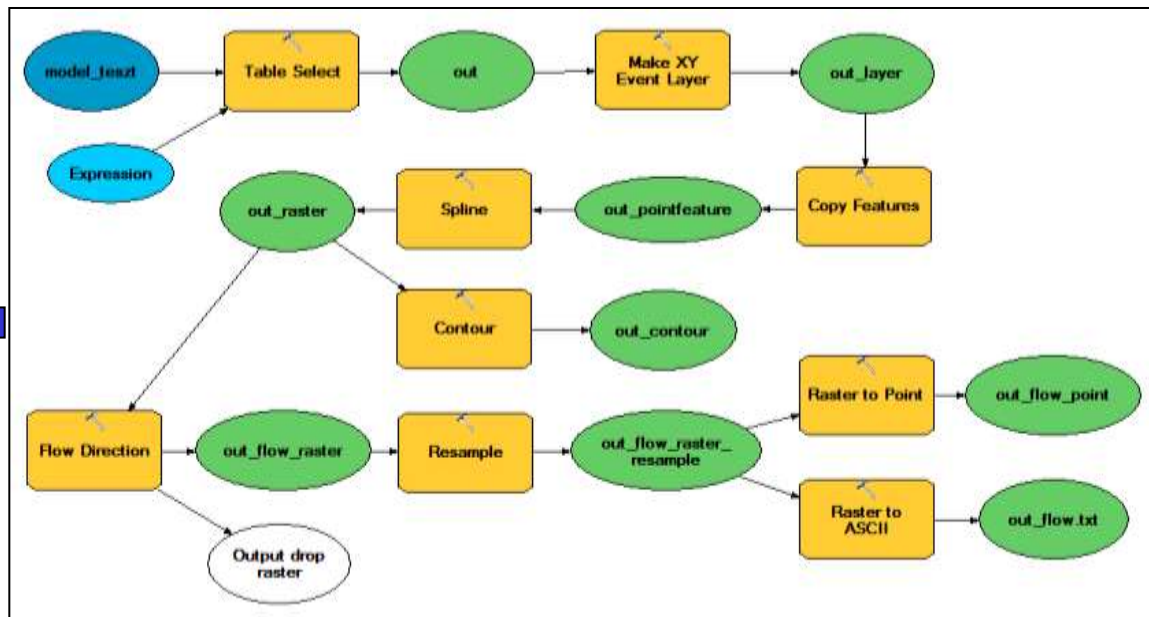 model_teszt
Table Select
out
Make XY
Event Layer
out_layer
Expression
out_raster
Spline
out_pointfeature
Copy Features
Contour
out_contour
Raster to Point
out_flow_point
Flow Direction
out_flow_raster
Resample
out_flow_raster_
resample
Raster to
ASCII
out_flow.txt
Output drop
raster